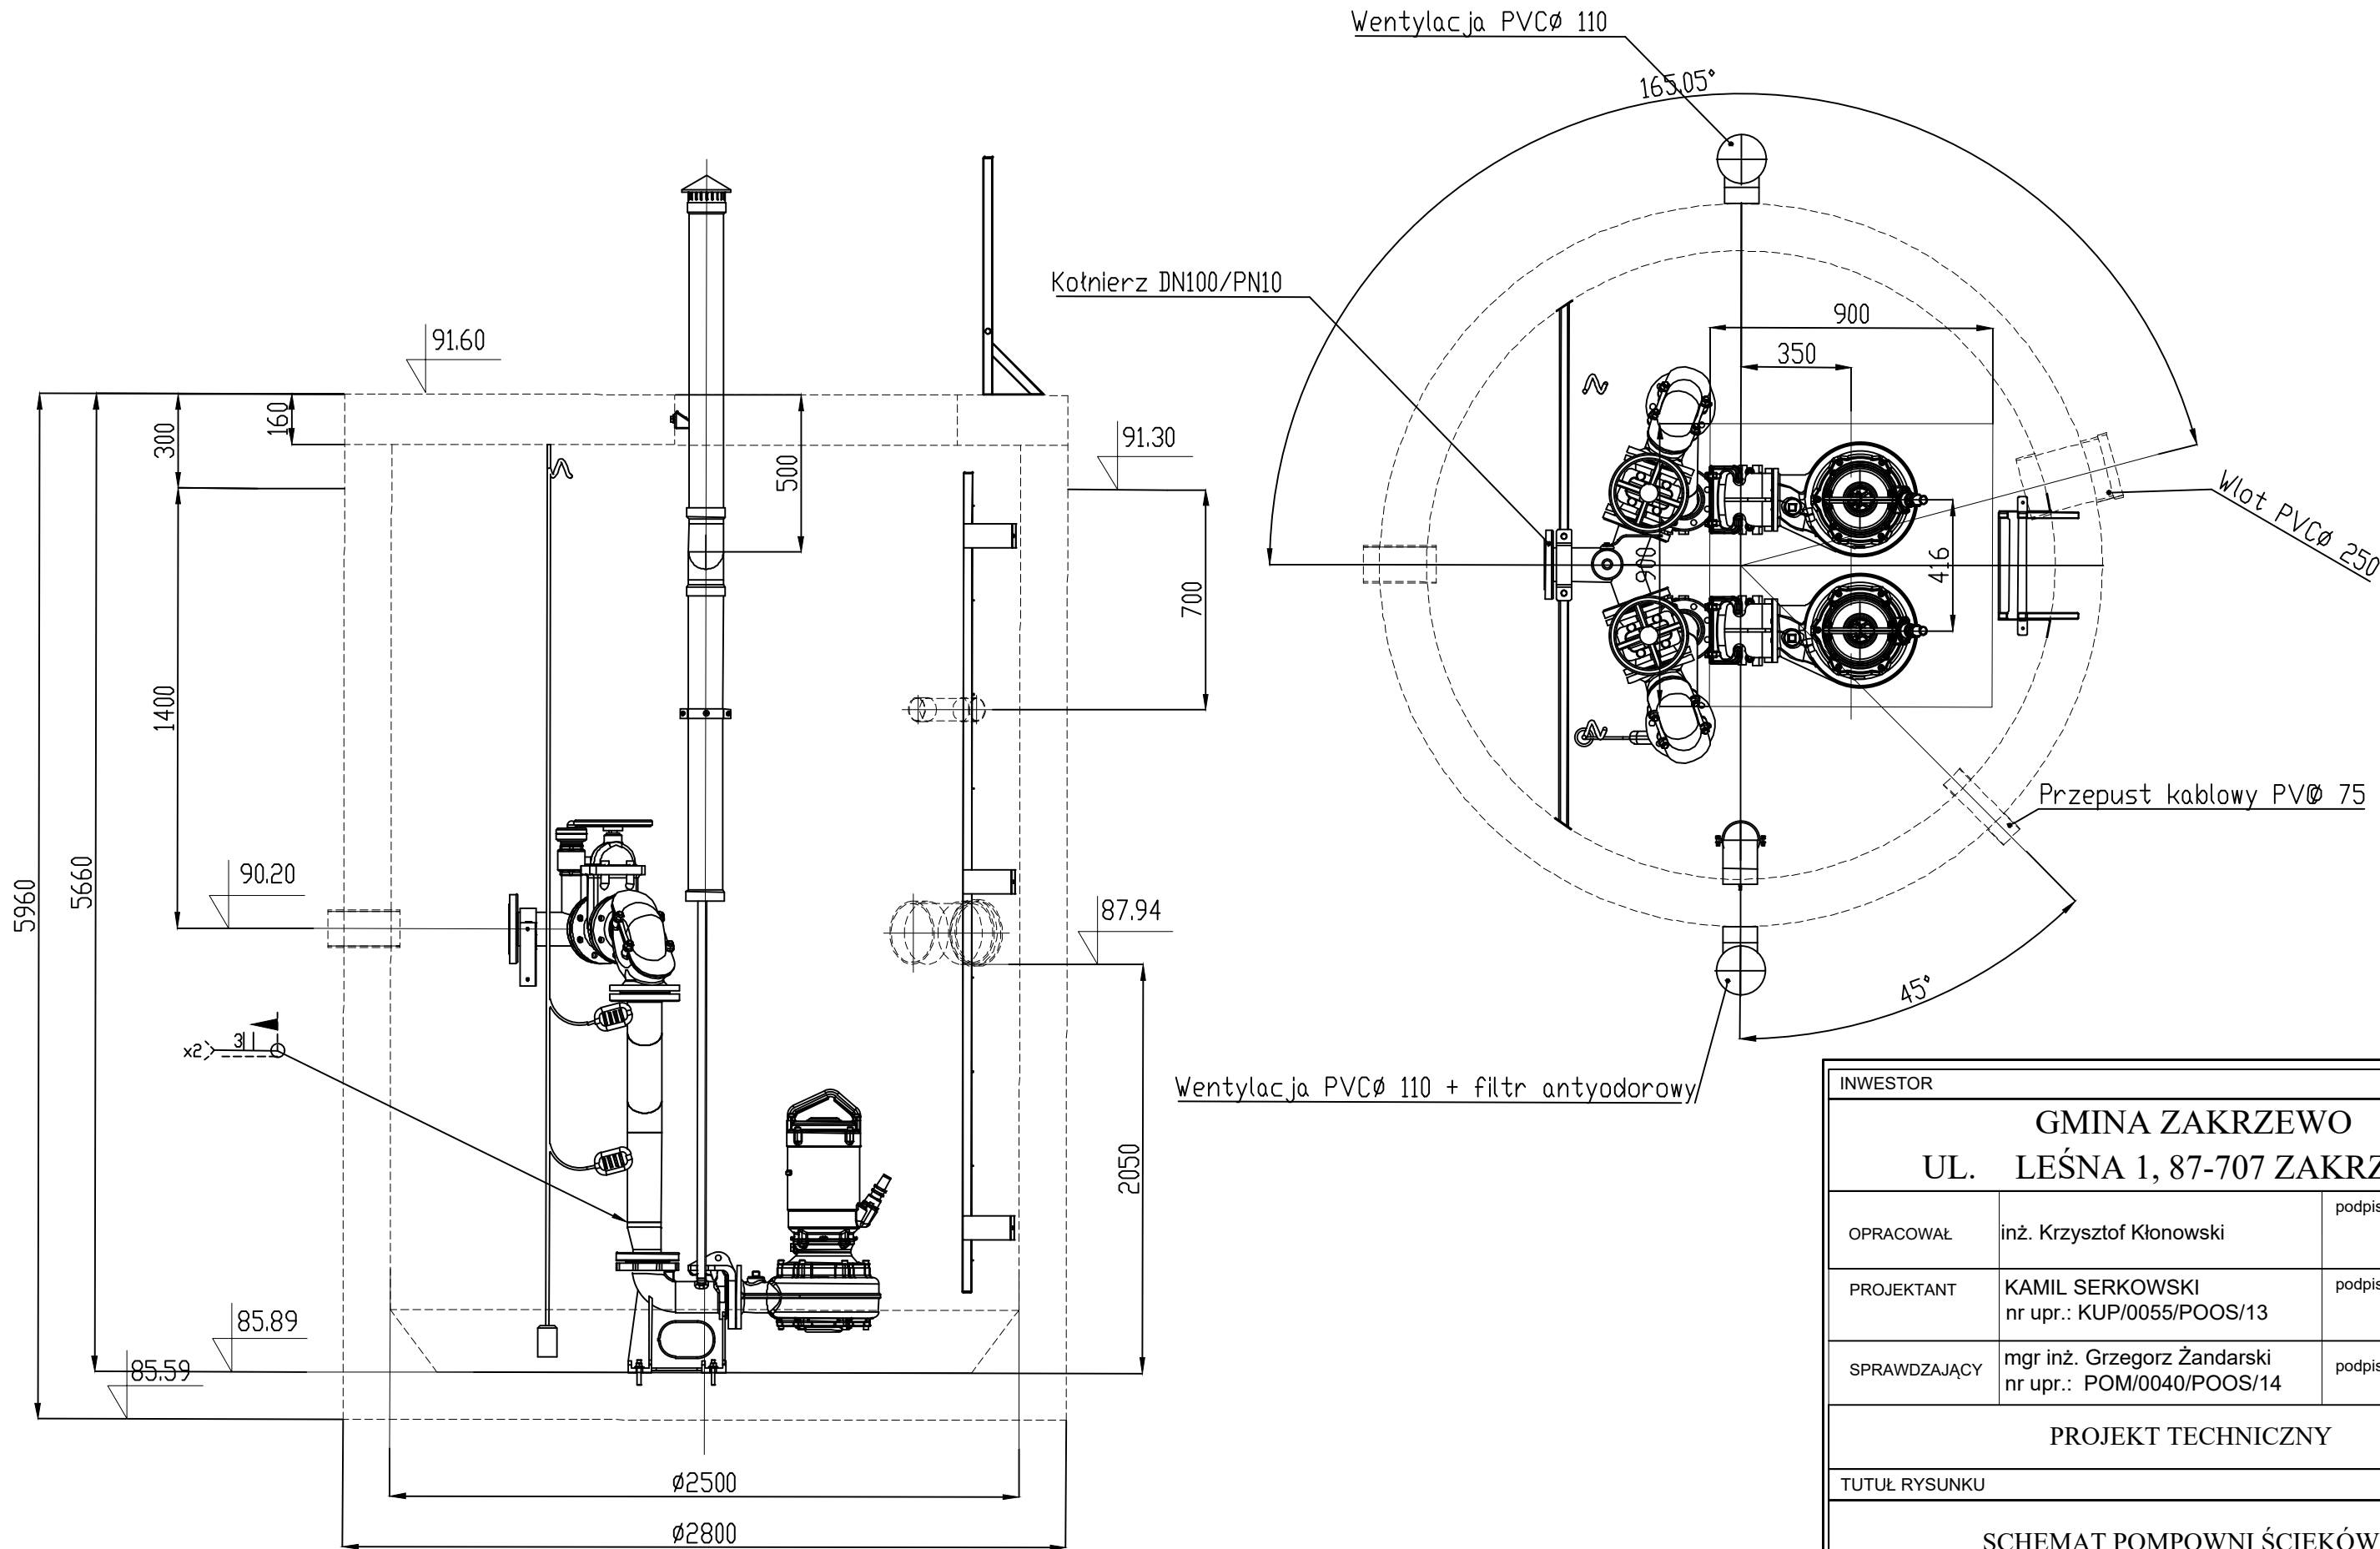 Wentylacja PVCØ 110
165.05°
Kołnierz DN100/PN10
91.60
900
350
300
160
500
91.30
Wlot PVCØ 250
700
416
900
1400
Przepust kablowy PVCØ 75
5960
5660
90.20
87.94
45°
x2
3
Wentylacja PVCØ 110 + filtr antyodorowy
2050
85.89
85.59
ø2500
ø2800
INWESTOR
GMINA ZAKRZEWO
UL. LEŚNA 1, 87-707 ZAKRZ
OPRACOWAŁ
inż. Krzysztof Kłonowski
podpis
PROJEKTANT
KAMIL SERKOWSKI
nr upr.: KUP/0055/POOS/13
podpis
SPRAWDZAJĄCY
mgr inż. Grzegorz Żandarski
nr upr.: POM/0040/POOS/14
podpis
PROJEKT TECHNICZNY
TUTUŁ RYSUNKU
SCHEMAT POMPOWNI ŚCIEKÓW